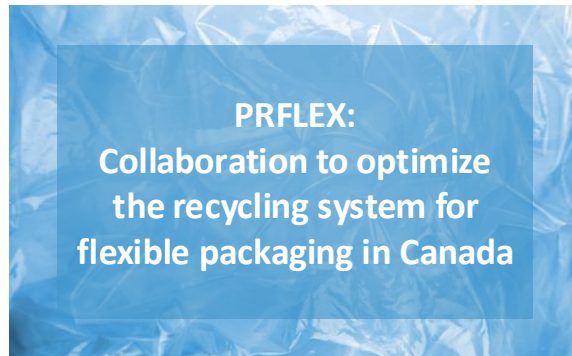 PRFLEX:
Collaboration to optimize
the recycling system for
flexible packaging in Canada